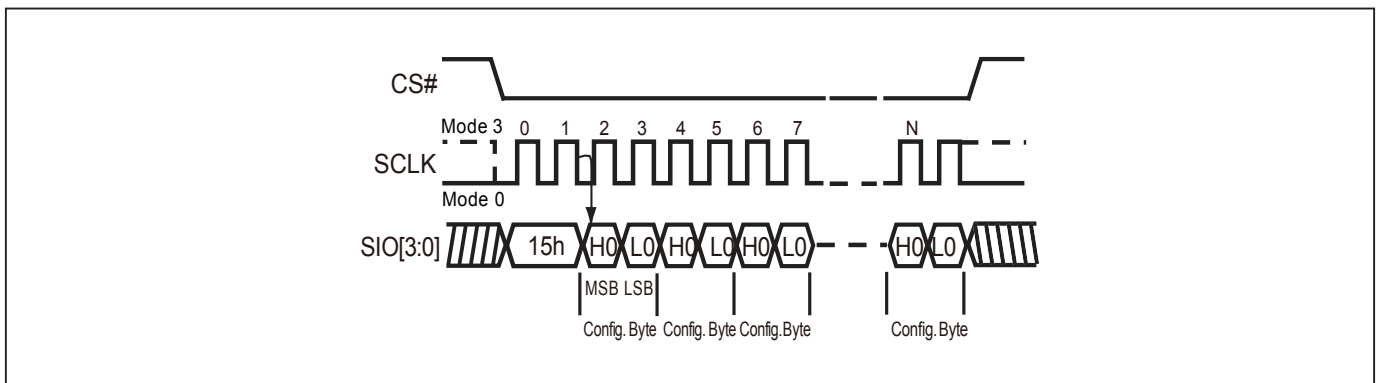 CS#
Mode 3 0 1 2 3 4 5 6 7 N
SCLK
Mode 0
SIO[3:0] 15h H0 L0 H0 L0 H0 L0 H0 L0
MSB LSB
Config. Byte Config. Byte Config.Byte Config. Byte